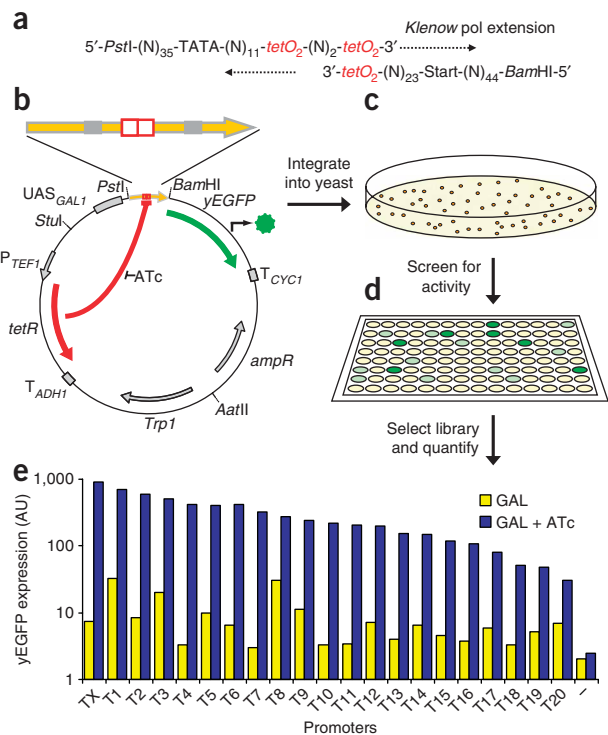 a
Klenow pol extension
5′-PstI-(N)35-TATA-(N)11-tetO2-(N)2-tetO2-3′
3′-tetO2-(N)23-Start-(N)44-BamHI-5′
b
c
UASGAL1
PstI
BamHI
yEGFP
StuI
PTEF1
ATc
TCYC1
tetR
ampR
TADH1
AatII
Trp1
Integrate
into yeast
Screen for
activity
d
Select library
and quantify
e
GAL
GAL + ATc
yEGFP expression (AU)
1,000
100
10
1
TX T1 T2 T3 T4 T5 T6 T7 T8 T9 T10 T11 T12 T13 T14 T15 T16 T17 T18 T19 T20 –
Promoters